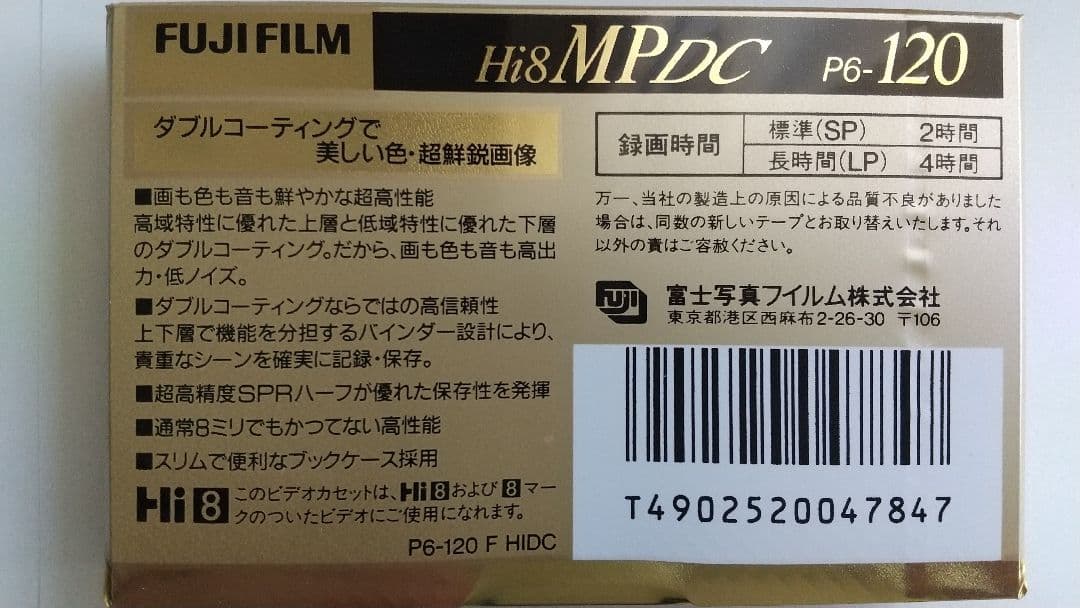 FUJI FILM
Hi8 MP DC P6-120
ダブルコーティングで
美しい色・超鮮鋭画像
■画も色も音も鮮やかな超高性能
高域特性に優れた上層と低域特性に優れた下層
のダブルコーティング。だから、画も色も音も高出
力・低ノイズ。
■ダブルコーティングならではの高信頼性
上下層で機能を分担するバインダー設計により、
貴重なシーンを確実に記録・保存。
■超高精度SPRハーフが優れた保存性を発揮
■通常8ミリでもかつてない高性能
■スリムで便利なブックケース採用
Hi8 このビデオカセットは、Hi8および8マー
クのついたビデオにご使用になれます。
P6-120 F HIDC
録画時間
標準(SP) 2時間
長時間(LP) 4時間
万一、当社の製造上の原因による品質不良がありました
場合は、同数の新しいテープとお取り替えいたします。それ
以外の責はご容赦ください。
FUJI 富士写真フイルム株式会社
東京都港区西麻布2-26-30 〒106
T4902520047847